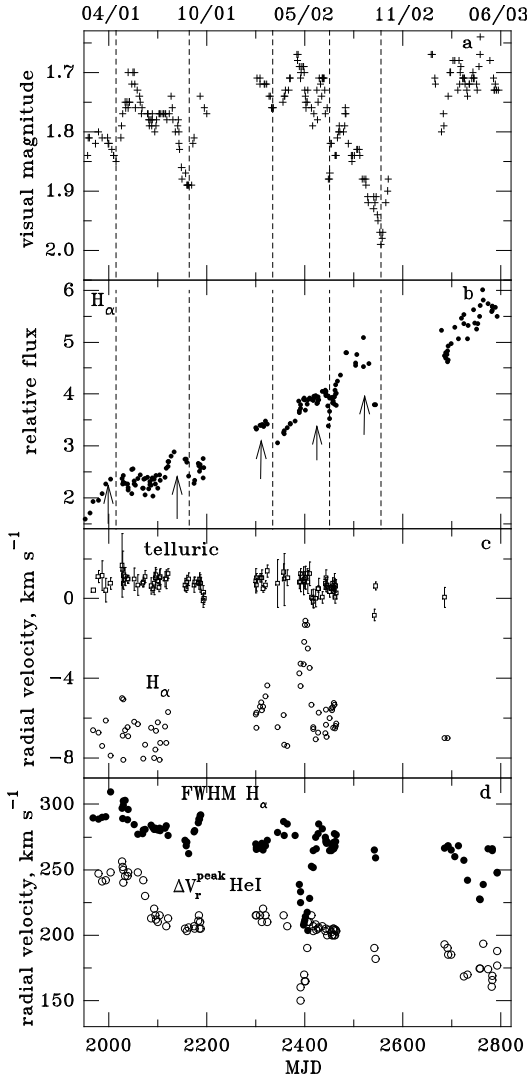 04/01 10/01 05/02 11/02 06/03
a
1.7
1.8
1.9
2.0
visual magnitude
b
H α
6
5
4
3
2
relative flux
c
telluric
0
−4
−8
H α
radial velocity, km s −1
d
FWHM H α
300
250
200
150
ΔV r peak HeI
radial velocity, km s −1
2000 2200 2400 2600 2800
MJD